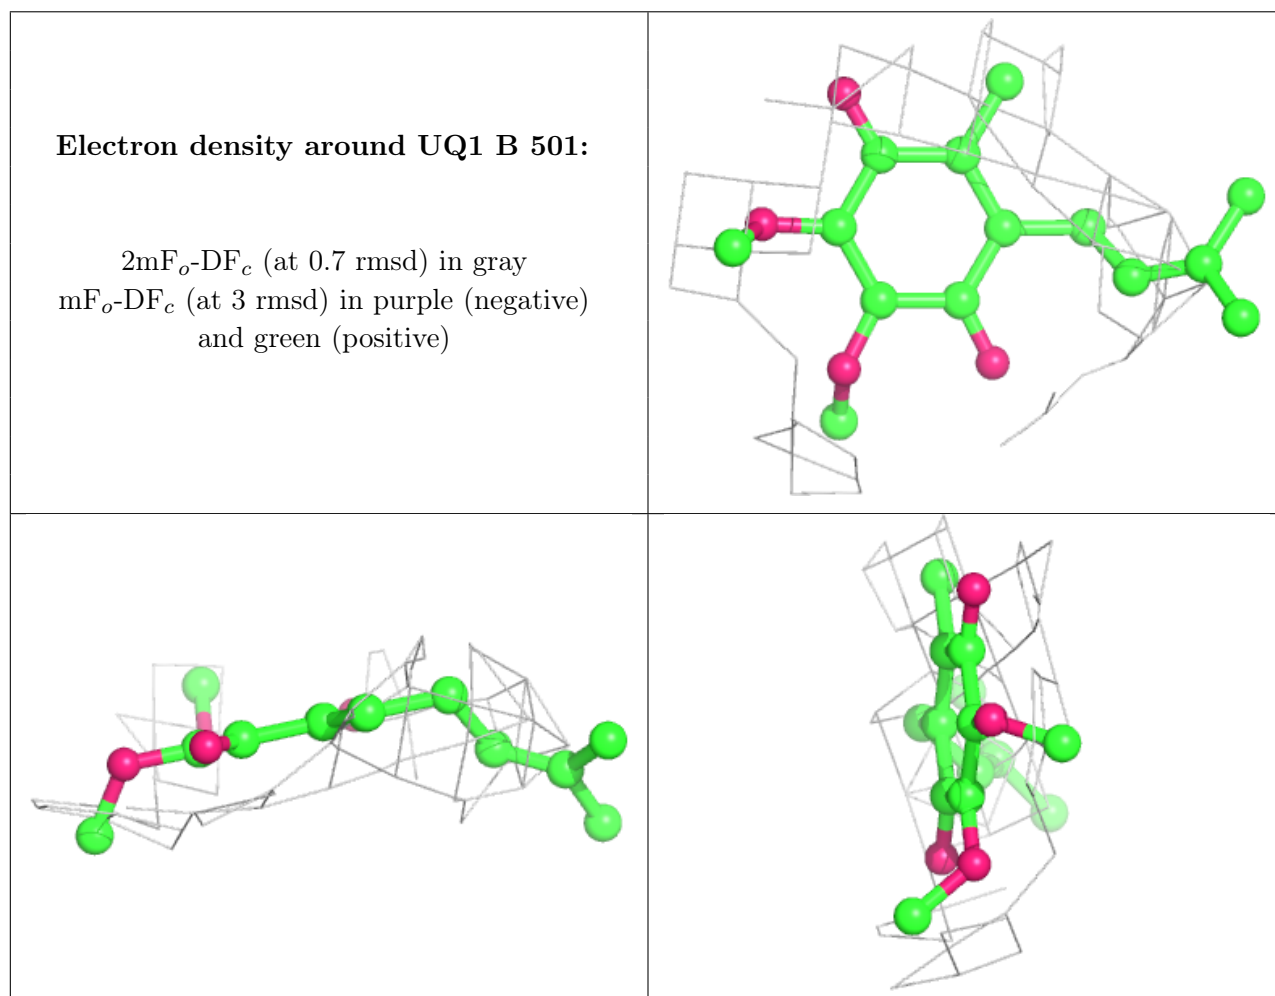 Electron density around UQ1 B 501:
2mFₒ-DF𝒸 (at 0.7 rmsd) in gray
mFₒ-DF𝒸 (at 3 rmsd) in purple (negative)
and green (positive)